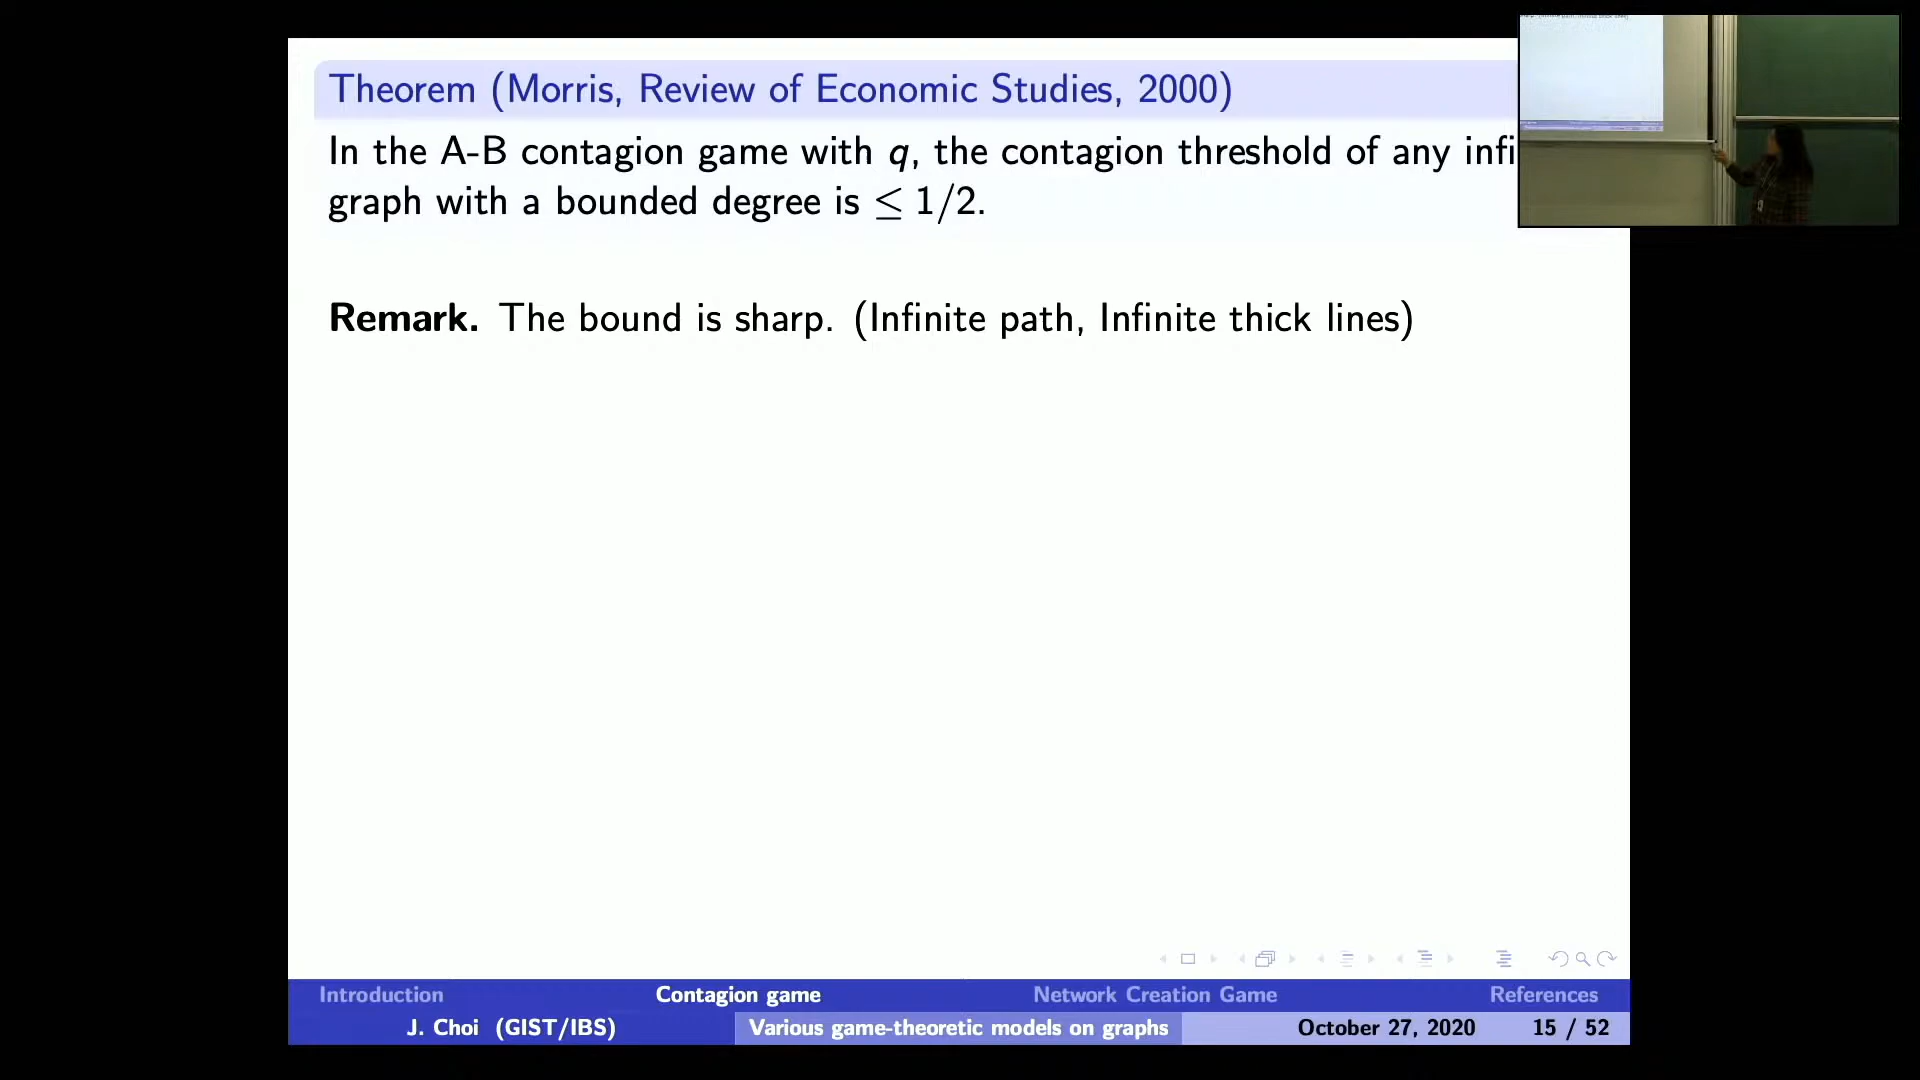 Theorem (Morris, Review of Economic Studies, 2000)
In the A-B contagion game with q, the contagion threshold of any infi
graph with a bounded degree is ≤ 1/2.
Remark. The bound is sharp. (Infinite path, Infinite thick lines)
Introduction Contagion game Network Creation Game References
J. Choi (GIST/IBS) Various game-theoretic models on graphs October 27, 2020 15 / 52